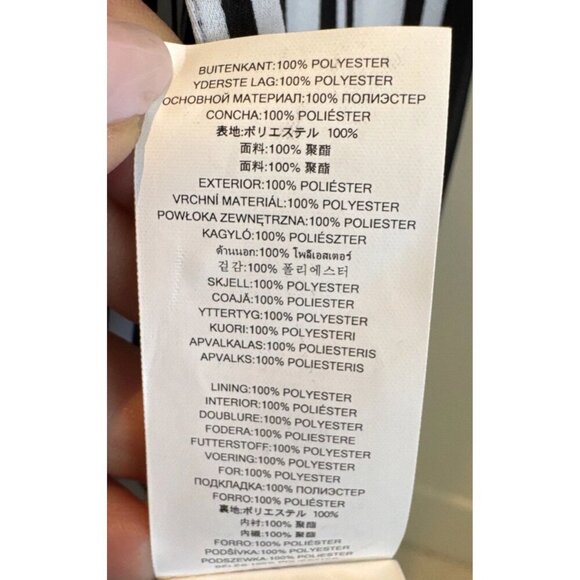 BUITENKANT:100% POLYESTER
YDERSTE LAG:100% POLYESTER
ОСНОВНОЙ МАТЕРИАЛ:100% ПОЛИЭСТЕР
CONCHA:100% POLIÉSTER
表地:ポリエステル 100%
面料:100% 聚酯
面料:100% 聚酯
EXTERIOR:100% POLIÉSTER
VRCHNÍ MATERIÁL:100% POLYESTER
POWŁOKA ZEWNĘTRZNA:100% POLIESTER
KAGYLÓ:100% POLIÉSZTER
ด้านนอก:100% โพลีเอสเตอร์
겉감:100% 폴리에스터
SKJELL:100% POLYESTER
COAJĂ:100% POLIESTER
YTTERTYG:100% POLYESTER
KUORI:100% POLYESTERI
APVALKALAS:100% POLIESTERIS
APVALKS:100% POLIESTERIS
LINING:100% POLYESTER
INTERIOR:100% POLIÉSTER
DOUBLURE:100% POLYESTER
FODERA:100% POLIESTERE
FUTTERSTOFF:100% POLYESTER
VOERING:100% POLYESTER
FOR:100% POLYESTER
ПОДКЛАДКА:100% ПОЛИЭСТЕР
FORRO:100% POLIÉSTER
裏地:ポリエステル 100%
内衬:100% 聚酯
內襯:100% 聚酯
FORRO:100% POLIÉSTER
PODŠÍVKA:100% POLYESTER
PODSZEWKA:100% POLIESTER